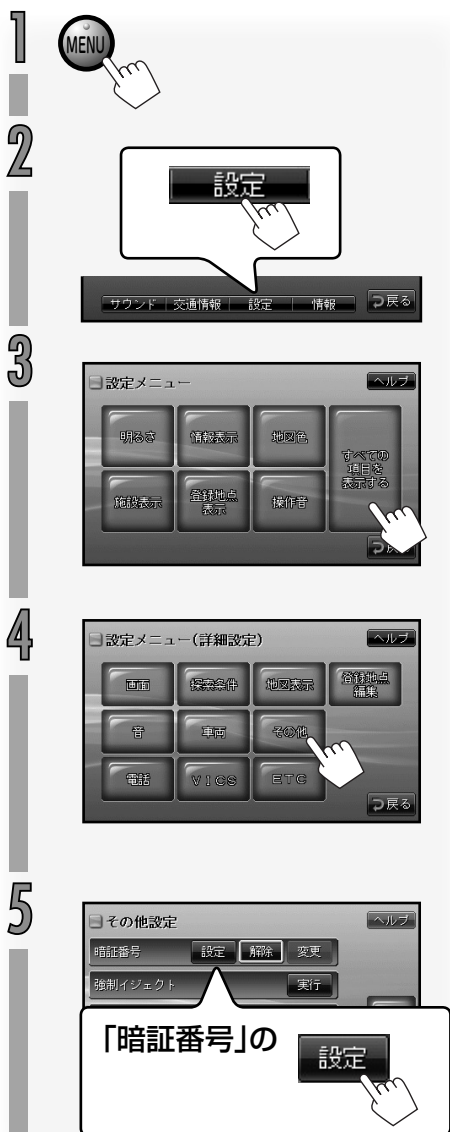 1
MENU
2
設定
サウンド 交通情報 設定 情報 戻る
3
設定メニュー ヘルプ
明るさ 情報表示 地図色
すべての
項目を
表示する
施設表示 登録地点
表示 操作音
戻
4
設定メニュー(詳細設定) ヘルプ
画面 探索条件 地図表示 登録地点
編集
音 車両 その他
電話 VICS ETC
戻る
5
その他設定 ヘルプ
暗証番号 設定 解除 変更
強制イジェクト 実行
「暗証番号」の 設定